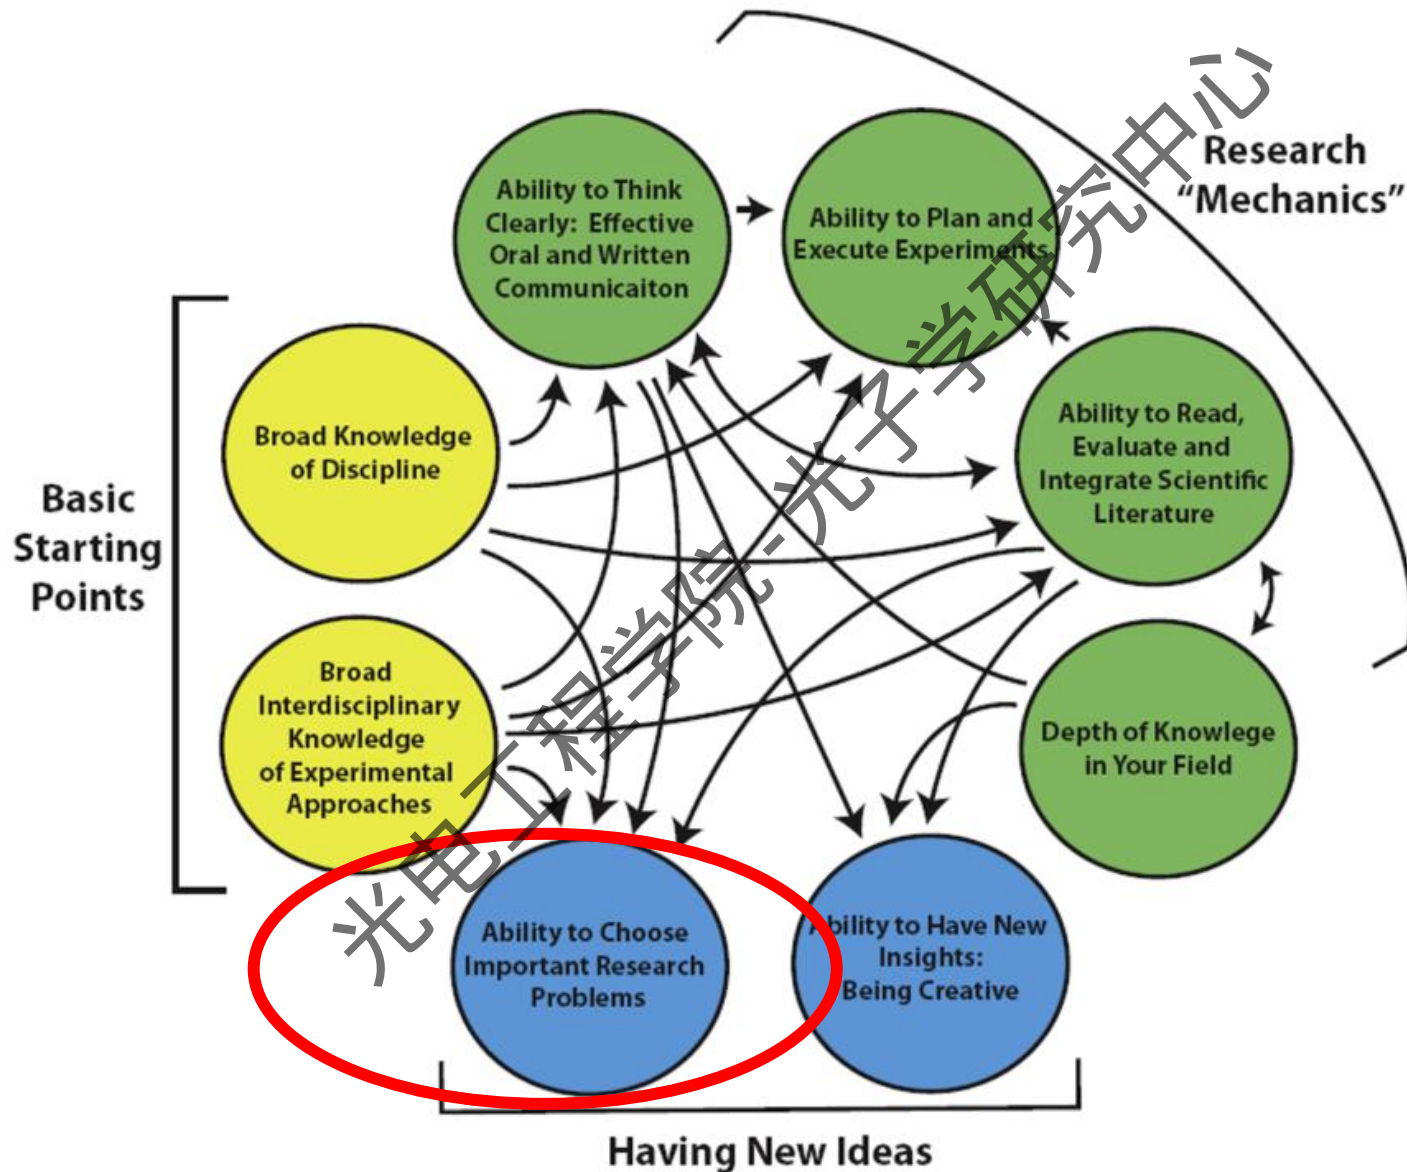 Research
“Mechanics”
Ability to Think
Clearly: Effective
Oral and Written
Communicaiton
Ability to Plan and
Execute Experiments
Ability to Read,
Evaluate and
Integrate Scientific
Literature
Broad Knowledge
of Discipline
Basic
Starting
Points
Broad
Interdisciplinary
Knowledge
of Experimental
Approaches
Depth of Knowlege
in Your Field
Ability to Choose
Important Research
Problems
Ability to Have New
Insights:
Being Creative
Having New Ideas
光电工程学院-光子学研究中心